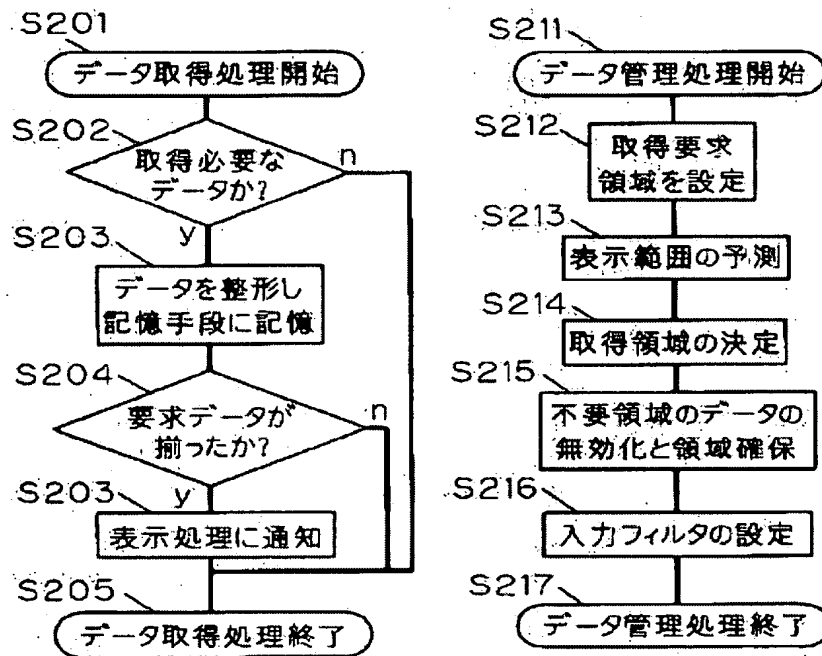 S201
データ取得処理開始
S202
取得必要な
データか?
n
y
S203
データを整形し
記憶手段に記憶
S204
要求データが
揃ったか?
n
y
S203
表示処理に通知
S205
データ取得処理終了
S211
データ管理処理開始
S212
取得要求
領域を設定
S213
表示範囲の予測
S214
取得領域の決定
S215
不要領域のデータの
無効化と領域確保
S216
入力フィルタの設定
S217
データ管理処理終了